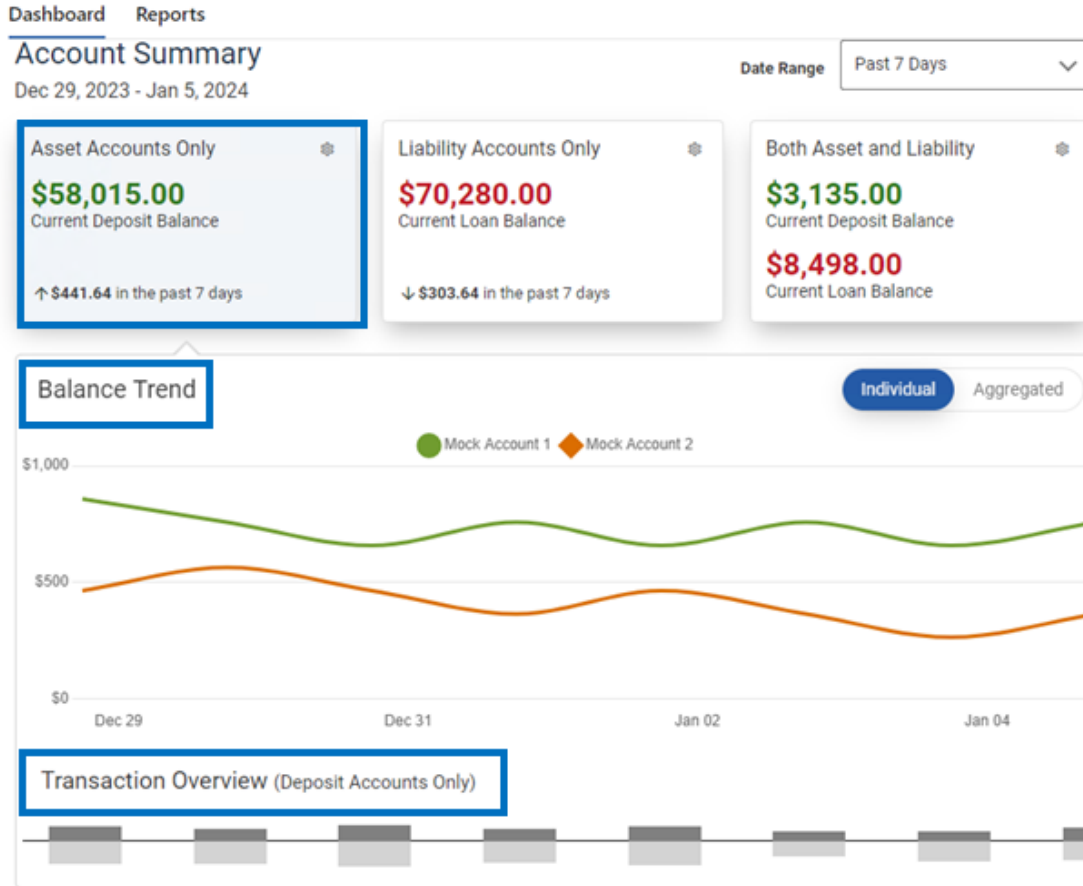 Dashboard Reports
Account Summary
Dec 29, 2023 - Jan 5, 2024
Date Range Past 7 Days
Asset Accounts Only
$58,015.00
Current Deposit Balance
↑ $441.64 in the past 7 days
Liability Accounts Only
$70,280.00
Current Loan Balance
↓ $303.64 in the past 7 days
Both Asset and Liability
$3,135.00
Current Deposit Balance
$8,498.00
Current Loan Balance
Balance Trend
Individual Aggregated
Mock Account 1 Mock Account 2
$1,000
$500
$0
Dec 29 Dec 31 Jan 02 Jan 04
Transaction Overview (Deposit Accounts Only)